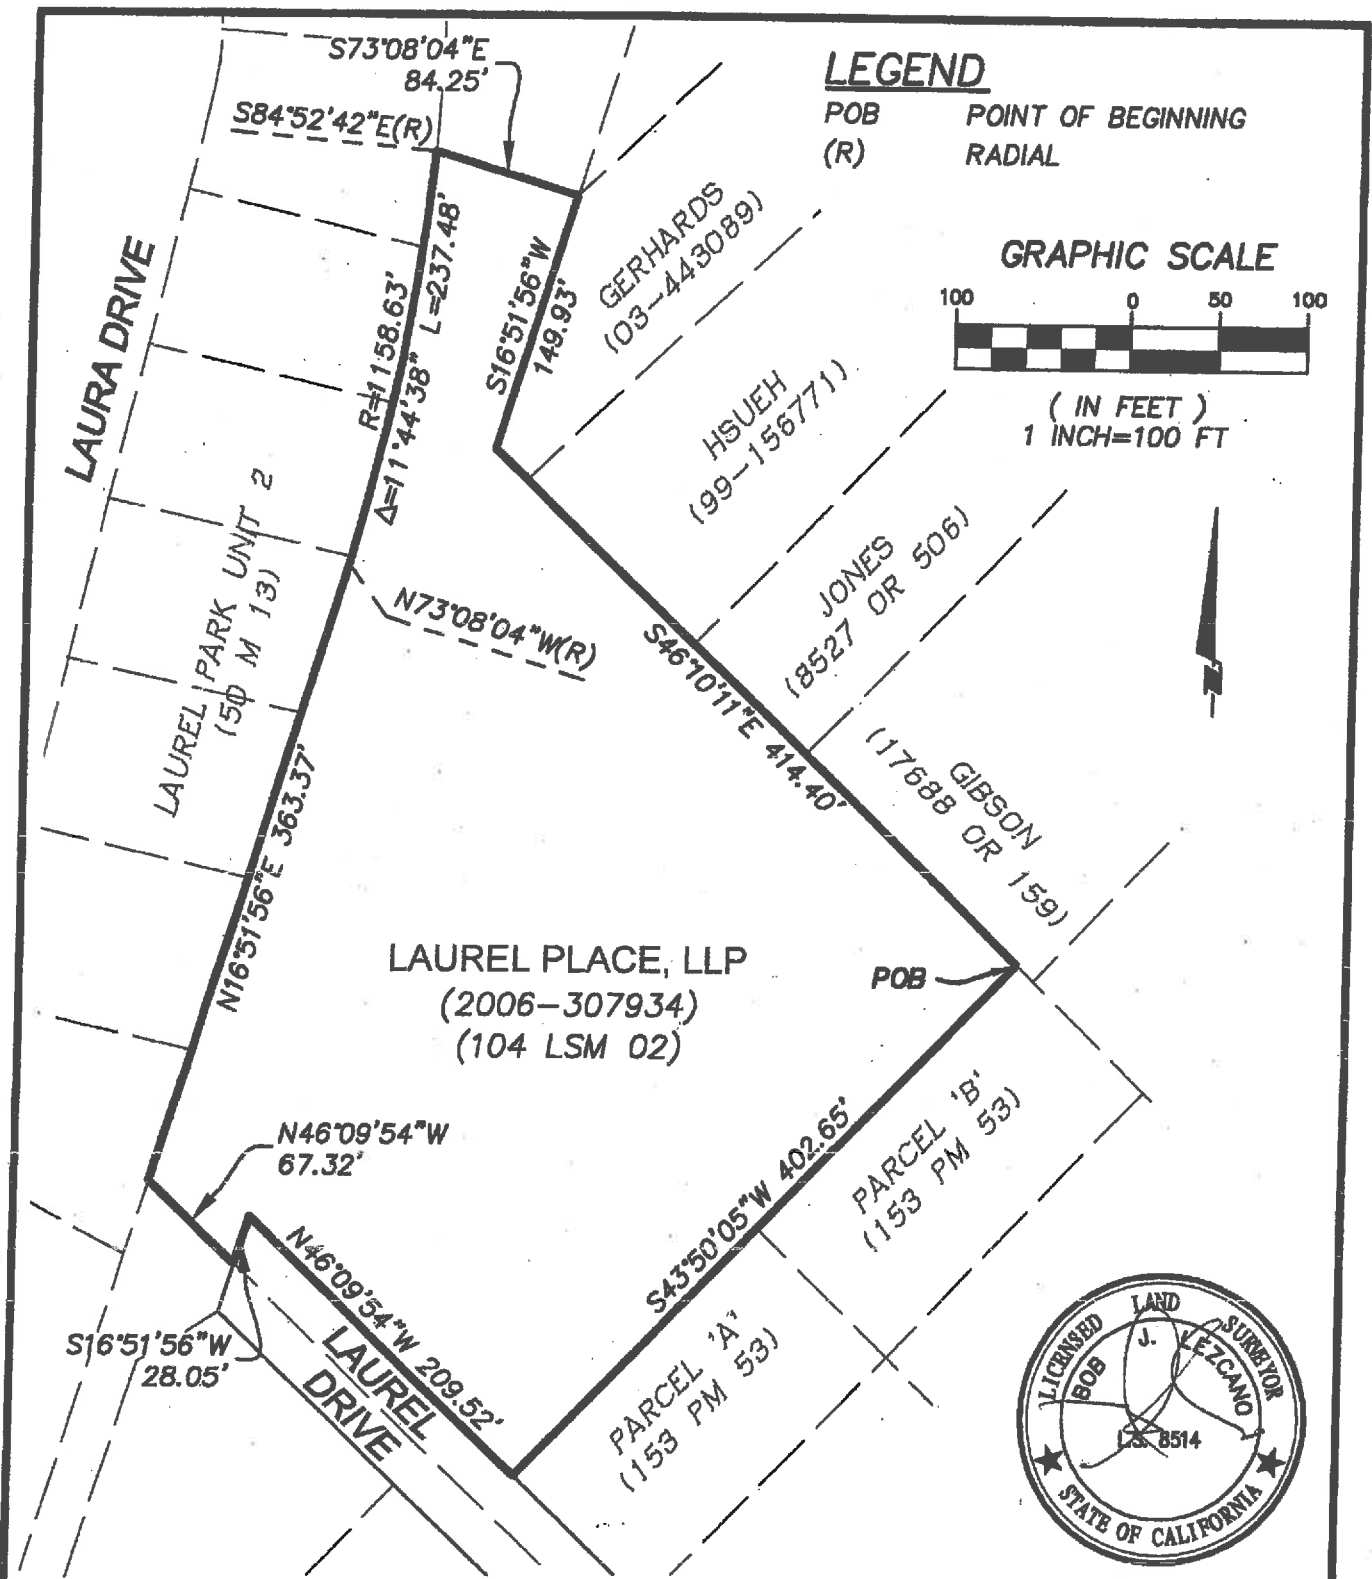 S73°08'04"E
84.25'
S84°52'42"E(R)
LEGEND
POB POINT OF BEGINNING
(R) RADIAL
GRAPHIC SCALE
100 0 50 100
( IN FEET )
1 INCH=100 FT
LAURA DRIVE
R=1158.63'
L=237.48'
Δ=11°44'38"
S16°51'56"W
149.93'
GERHARDS
(03-443089)
HSUEH
(99-156771)
JONES
(8527 OR 506)
GIBSON
(17688 OR 159)
LAUREL PARK UNIT 2
(50 M 13)
N73°08'04"W(R)
S46°10'11"E 414.40'
N16°51'56"E 363.37'
LAUREL PLACE, LLP
(2006-307934)
(104 LSM 02)
POB
N46°09'54"W
67.32'
N46°09'54"W 209.52'
S43°50'05"W 402.65'
PARCEL 'B'
(153 PM 53)
PARCEL 'A'
(153 PM 53)
S16°51'56"W
28.05'
LAUREL
DRIVE
LICENSED LAND SURVEYOR
BOB J. LEZCANO
L.S. 8514
STATE OF CALIFORNIA